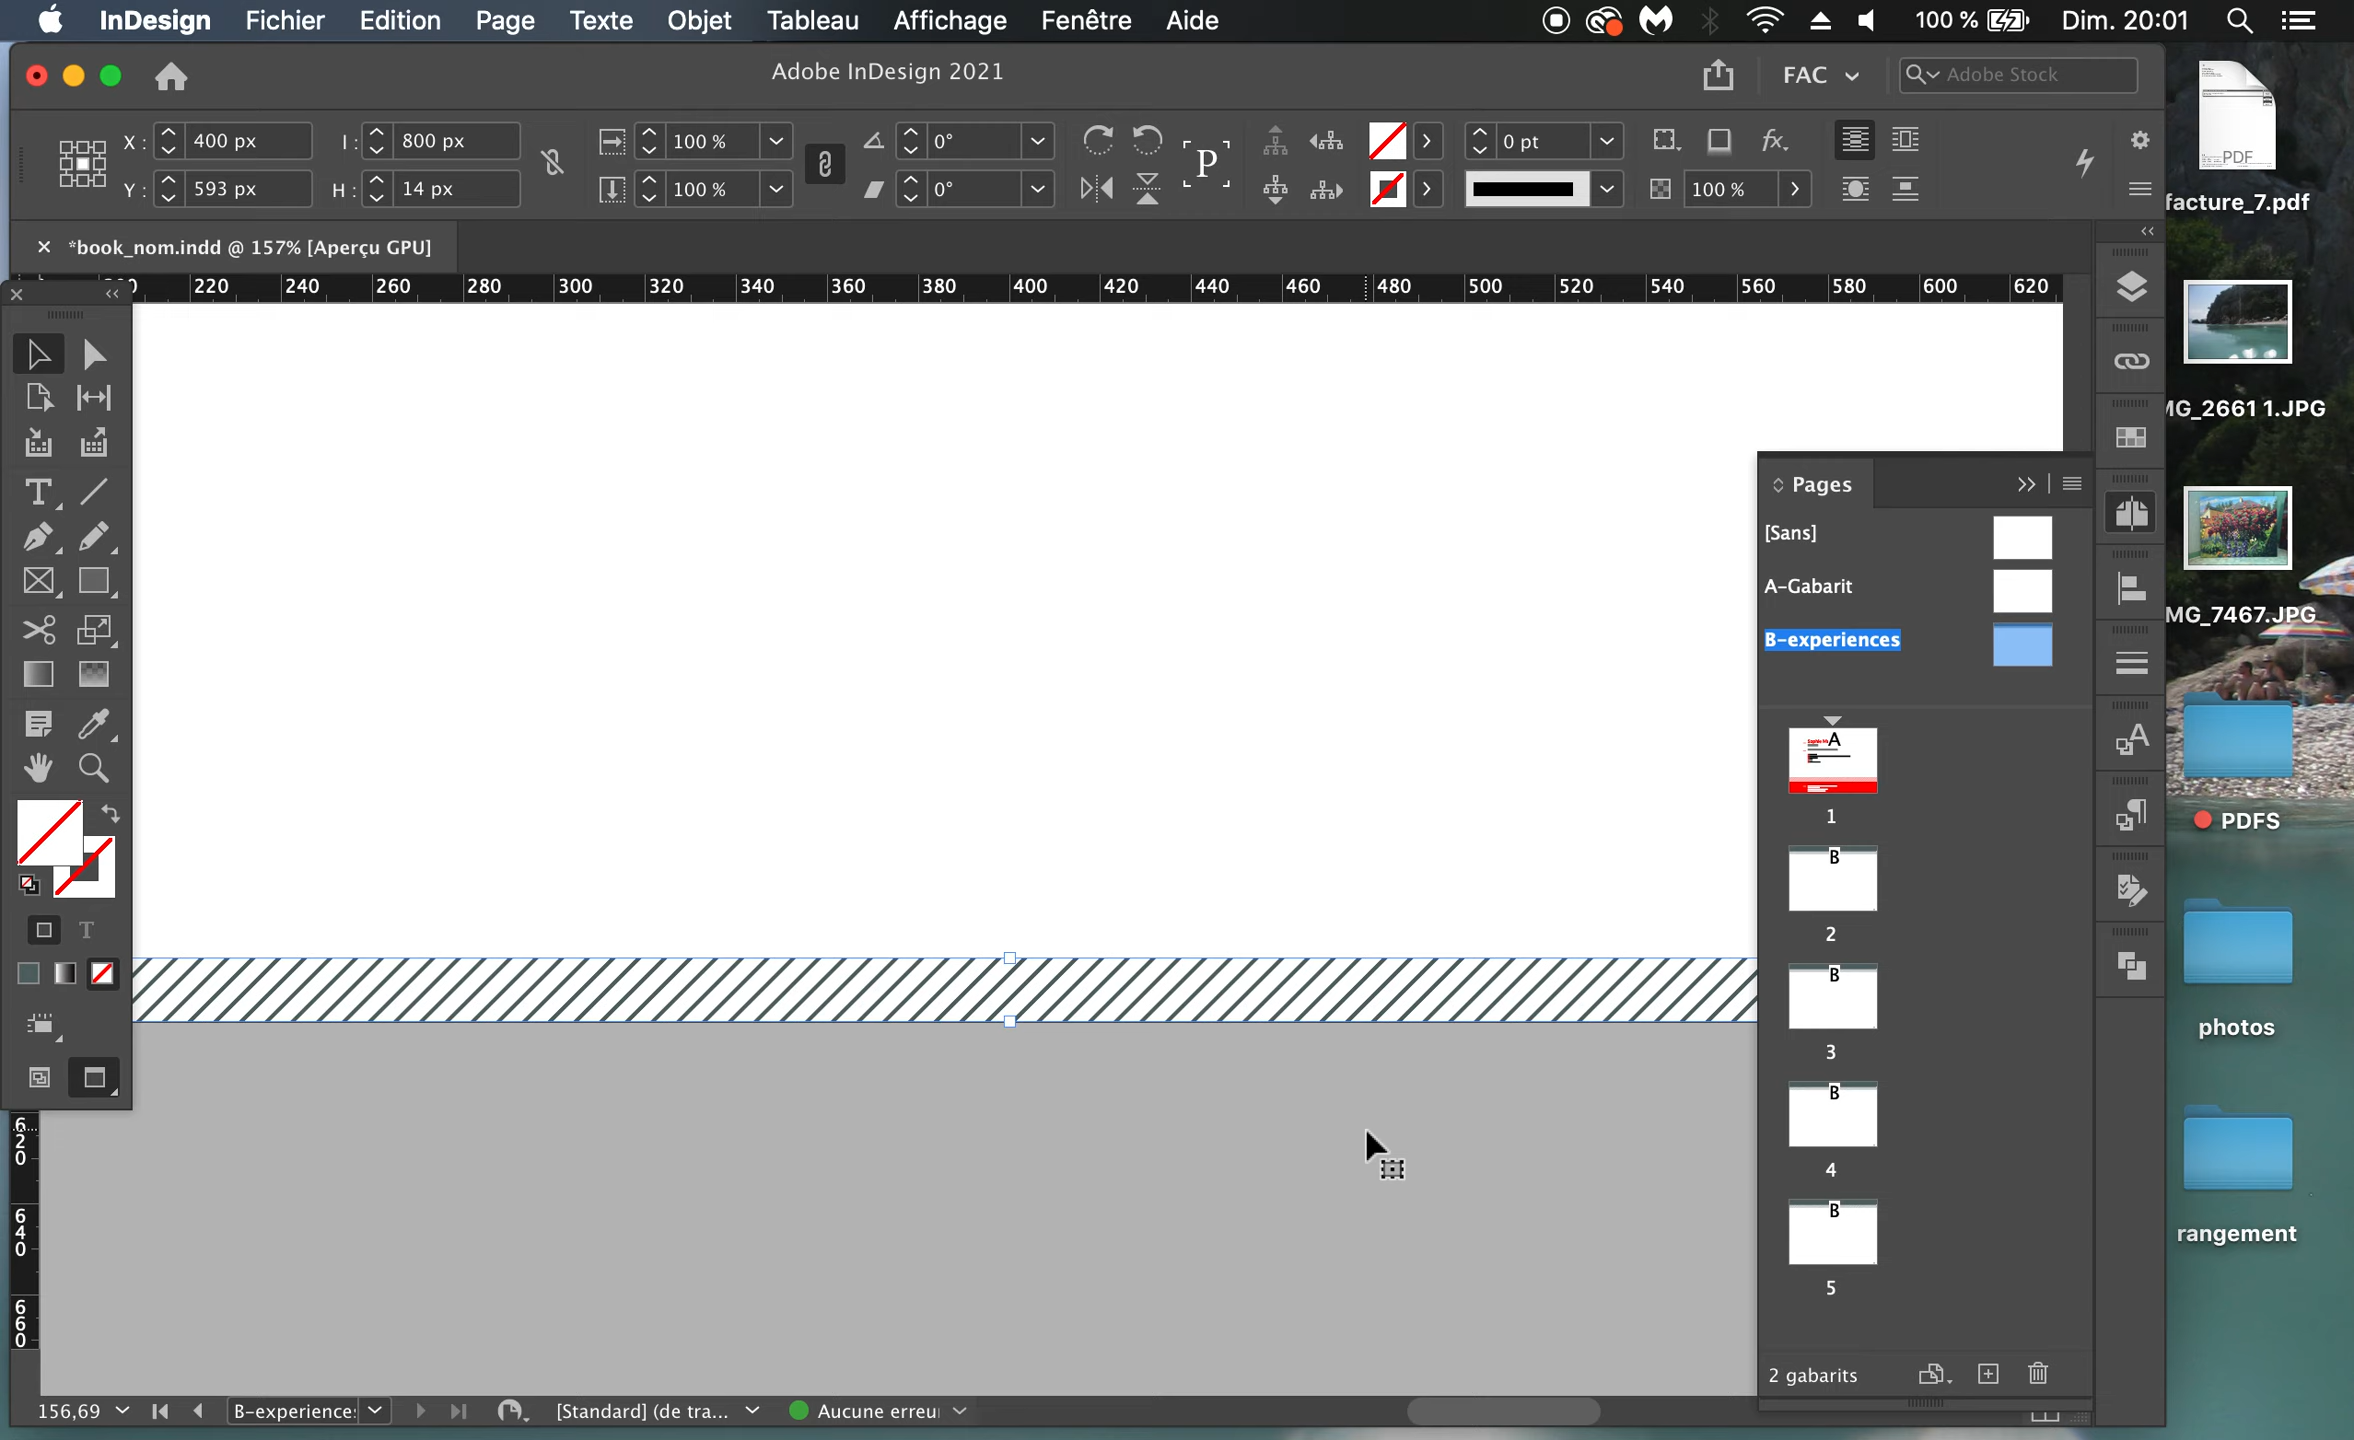 InDesign Fichier Edition Page Texte Objet Tableau Affichage Fenêtre Aide 100 % Dim. 20:01
Adobe InDesign 2021 FAC Adobe Stock
X : 400 px I : 800 px 100 % 0° P 0 pt fx.
Y : 593 px H : 14 px 100 % 0° 100 %
*book_nom.indd @ 157% [Aperçu GPU]
220 240 260 280 300 320 340 360 380 400 420 440 460 480 500 520 540 560 580 600 620
Pages
[Sans]
A-Gabarit
B-experiences
A
1
B
2
B
3
B
4
B
5
2 gabarits
620
640
660
156,69 B-experience [Standard] (de tra... Aucune erreu
PDF
facture_7.pdf
MG_2661 1.JPG
MG_7467.JPG
PDFS
photos
rangement